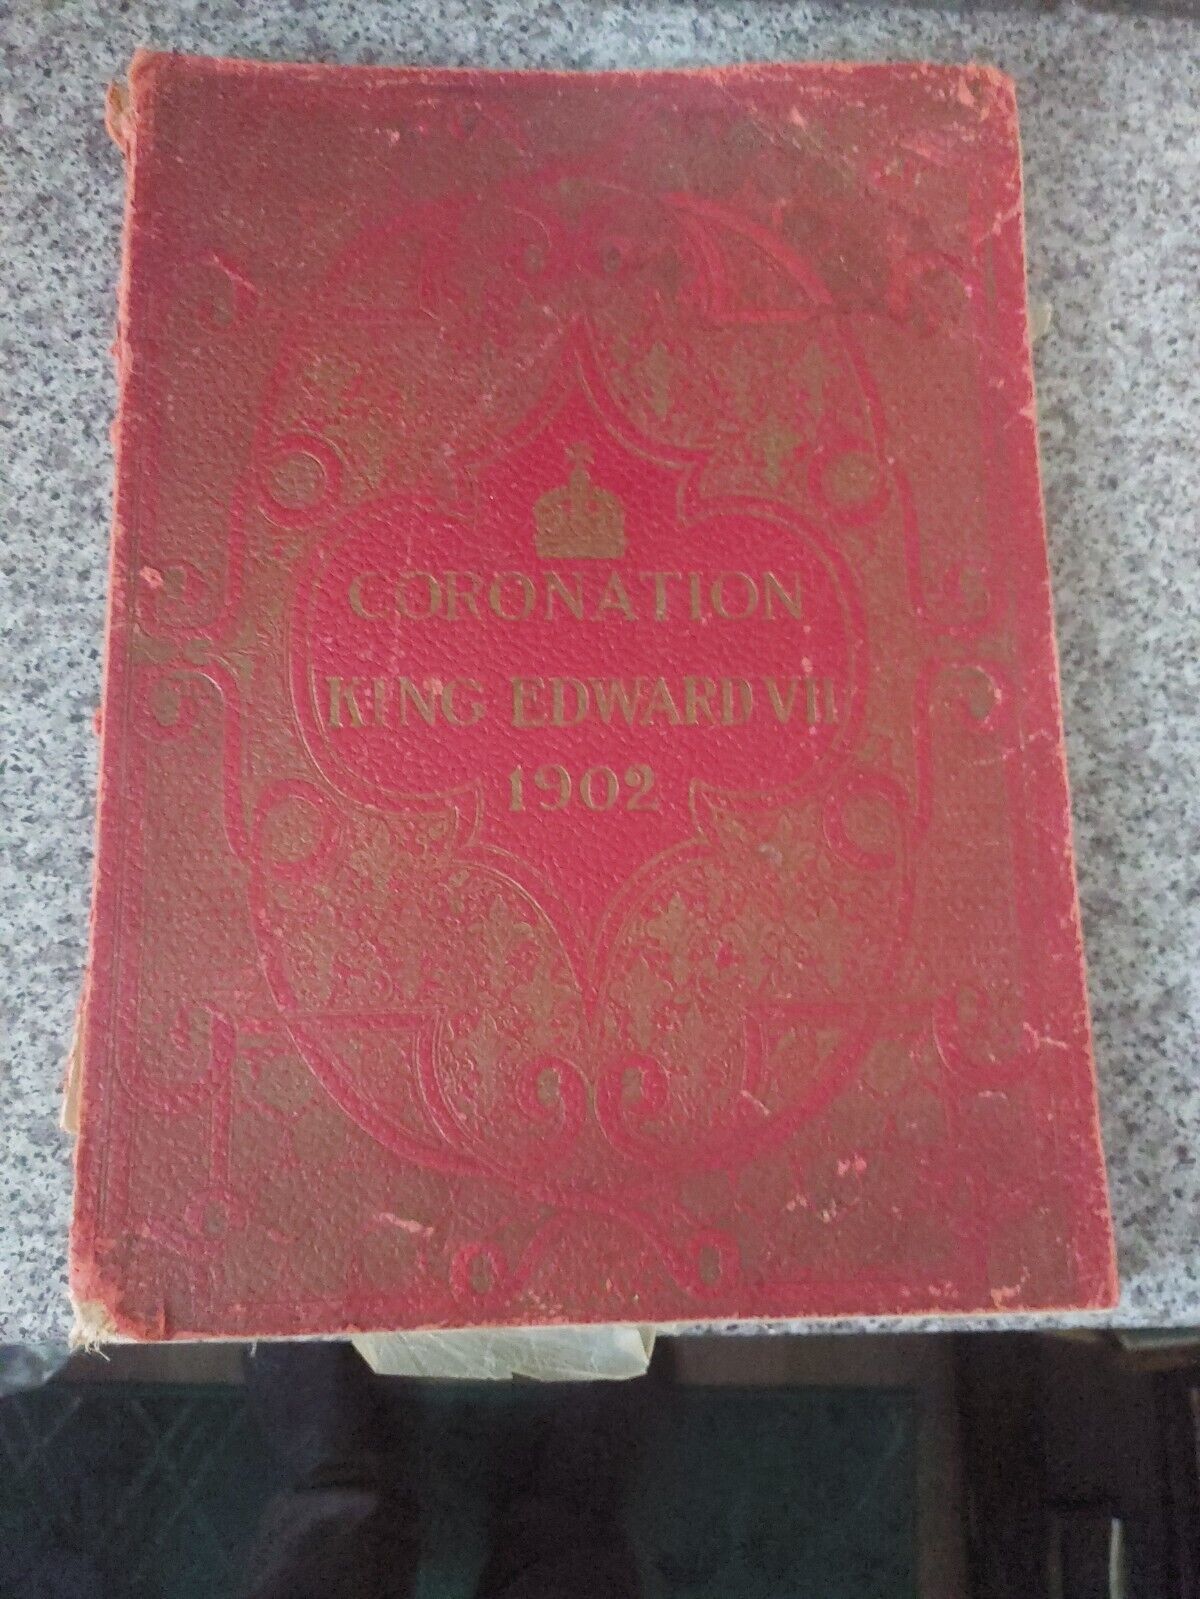 CORONATION
KING EDWARD VII
1902